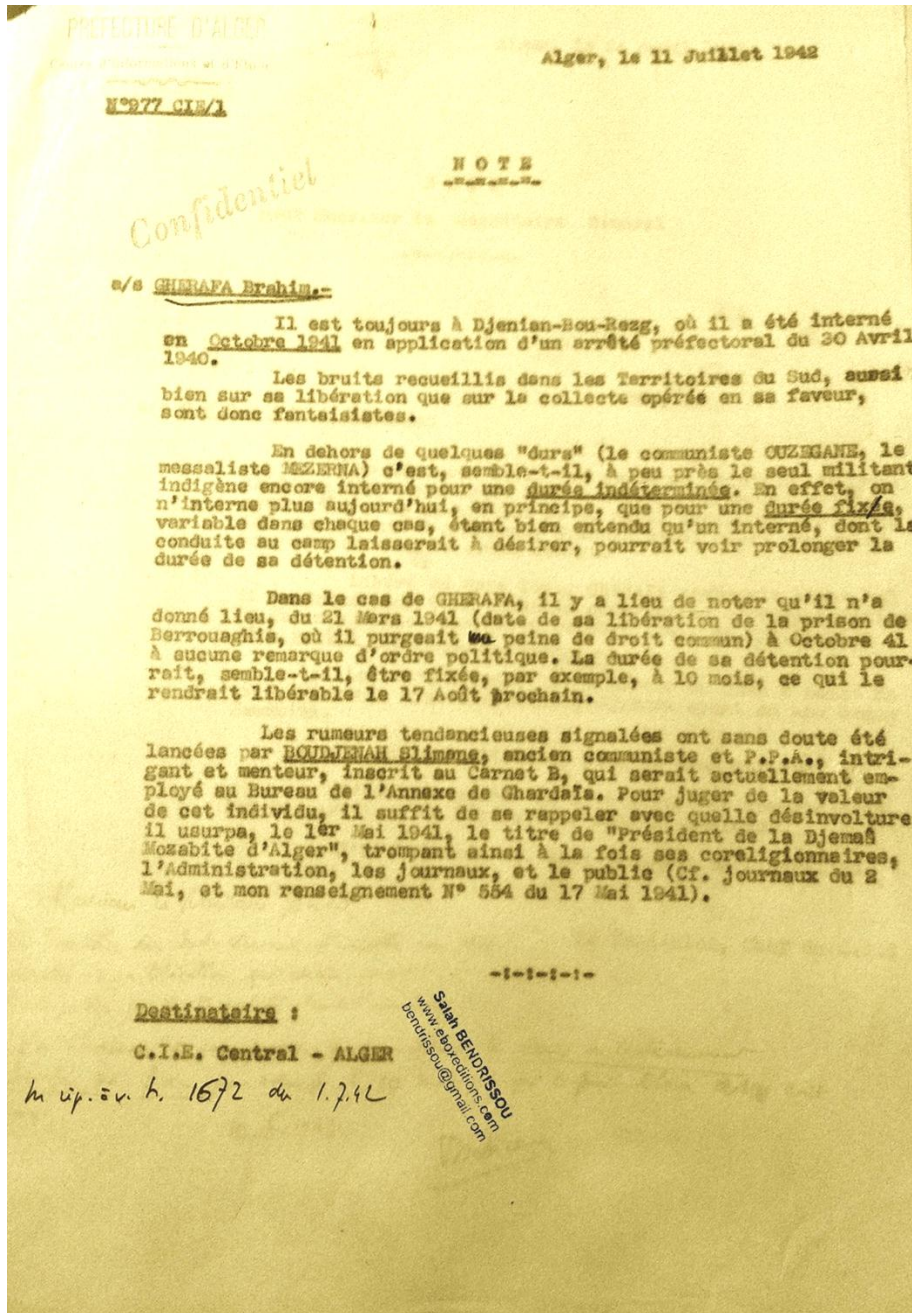 PREFECTURE D'ALGER
Alger, le 11 Juillet 1942
N°977 CIE/1
N O T E
Confidentiel
a/s GHERAFA Brahim.-
Il est toujours à Djenian-Bou-Rezg, où il a été interné
en Octobre 1941 en application d'un arrêté préfectoral du 30 Avril
1940.
Les bruits recueillis dans les Territoires du Sud, aussi
bien sur sa libération que sur la collecte opérée en sa faveur,
sont donc fantaisistes.
En dehors de quelques "durs" (le communiste OUZEGANE, le
messaliste MEZERNA) c'est, semble-t-il, à peu près le seul militant
indigène encore interné pour une durée indéterminée. En effet, on
n'interne plus aujourd'hui, en principe, que pour une durée fixe,
variable dans chaque cas, étant bien entendu qu'un interné, dont la
conduite au camp laisserait à désirer, pourrait voir prolonger la
durée de sa détention.
Dans le cas de GHERAFA, il y a lieu de noter qu'il n'a
donné lieu, du 21 Mars 1941 (date de sa libération de la prison de
Berrouaghia, où il purgeait peine de droit commun) à Octobre 41
à aucune remarque d'ordre politique. La durée de sa détention pour-
rait, semble-t-il, être fixée, par exemple, à 10 mois, ce qui le
rendrait libérable le 17 Août prochain.
Les rumeurs tendancieuses signalées ont sans doute été
lancées par BOUDJENAH Slimane, ancien communiste et P.P.A., intri-
gant et menteur, inscrit au Carnet B, qui serait actuellement em-
ployé au Bureau de l'Annexe de Ghardaïa. Pour juger de la valeur
de cet individu, il suffit de se rappeler avec quelle désinvolture
il usurpa, le 1er Mai 1941, le titre de "Président de la Djemaâ
Mozabite d'Alger", trompant ainsi à la fois ses coreligionnaires,
l'Administration, les journaux, et le public (Cf. journaux du 2
Mai, et mon renseignement N° 554 du 17 Mai 1941).
-:-:-:-:-
Destinataire :
C.I.E. Central - ALGER
1672 du 1.7.42
Salah BENDRISSOU
www.eboxeditions.com
bendrissou@gmail.com